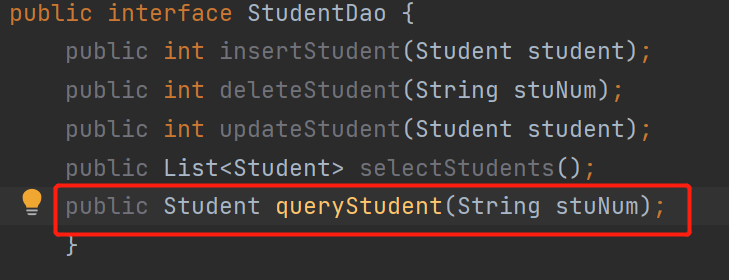 public interface StudentDao {
    public int insertStudent(Student student);
    public int deleteStudent(String stuNum);
    public int updateStudent(Student student);
    public List<Student> selectStudents();
    public Student queryStudent(String stuNum);
    }